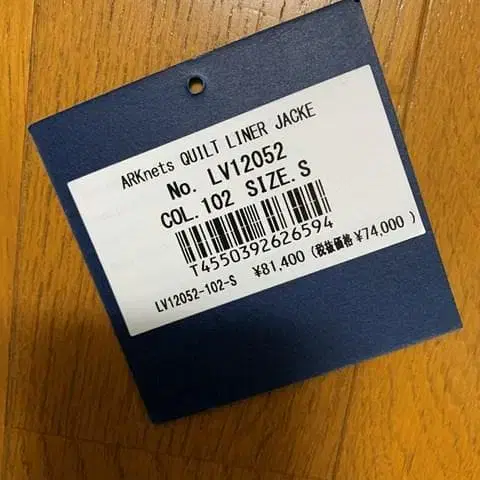 ARKnets QUILT LINER JACKE
No. LV12052
COL.102 SIZE.S
T4550392626594
LV12052-102-S ¥81,400 (税抜価格 ¥74,000 )